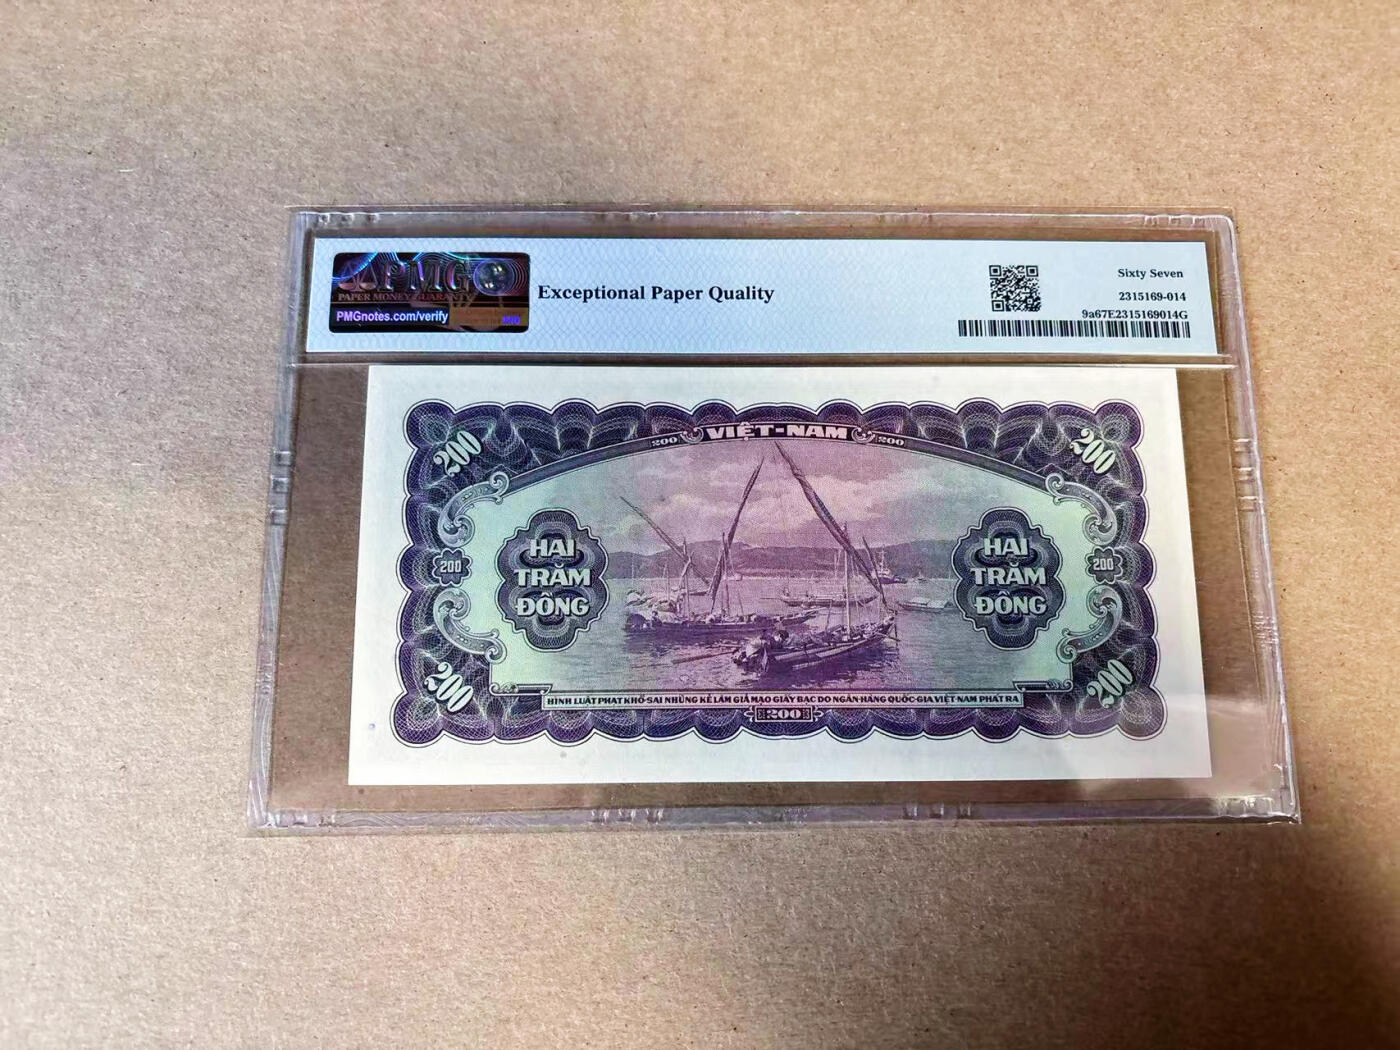 PMG
PAPER MONEY GUARANTY
PMGnotes.com/verify
Exceptional Paper Quality
Sixty Seven
2315169-014
9a67E2315169014G
200 VIỆT-NAM 200
200 200
HAI
TRĂM
ĐỒNG
HAI
TRĂM
ĐỒNG
200 200
200 200
HÌNH LUẬT PHẠT KHỔ-SAI NHỮNG KẺ LÀM GIẢ MẠO GIẤY BẠC DO NGÂN-HÀNG QUỐC-GIA VIỆT-NAM PHÁT RA
200